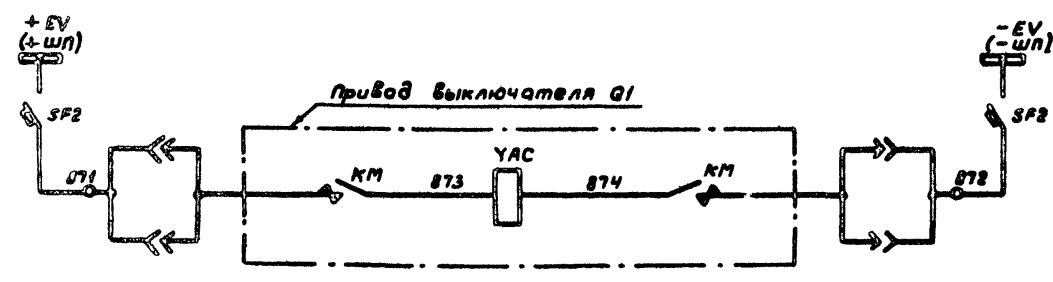 + EV
(+ ШП)
SF2
871
Привод выключателя Q1
KM
873
YAC
874
KM
− EV
(− ШП)
SF2
872